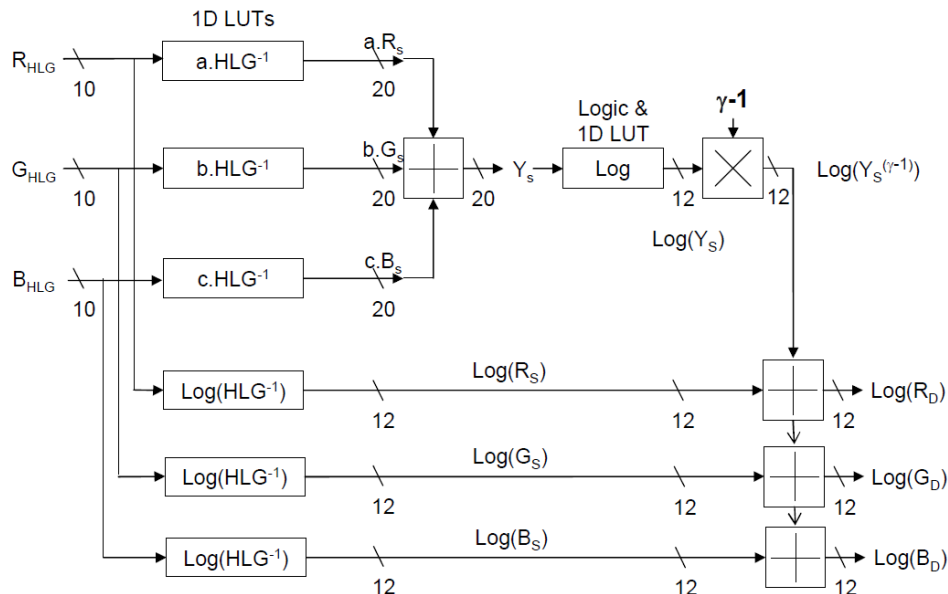 1D LUTs
R_HLG 10 a.HLG⁻¹ a.R_s 20
G_HLG 10 b.HLG⁻¹ b.G_s 20 20 Y_s
Logic &
1D LUT
Log 12 γ-1 12 Log(Y_S^(γ-1))
Log(Y_S)
B_HLG 10 c.HLG⁻¹ c.B_s 20
Log(HLG⁻¹) 12 Log(R_S) 12 12 Log(R_D)
Log(HLG⁻¹) 12 Log(G_S) 12 12 Log(G_D)
Log(HLG⁻¹) 12 Log(B_S) 12 12 Log(B_D)